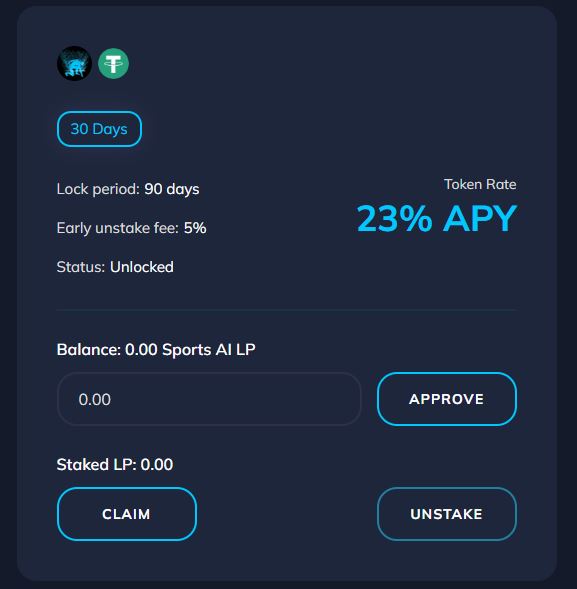 30 Days
Lock period: 90 days
Token Rate
23% APY
Early unstake fee: 5%
Status: Unlocked
Balance: 0.00 Sports AI LP
0.00
APPROVE
Staked LP: 0.00
CLAIM
UNSTAKE